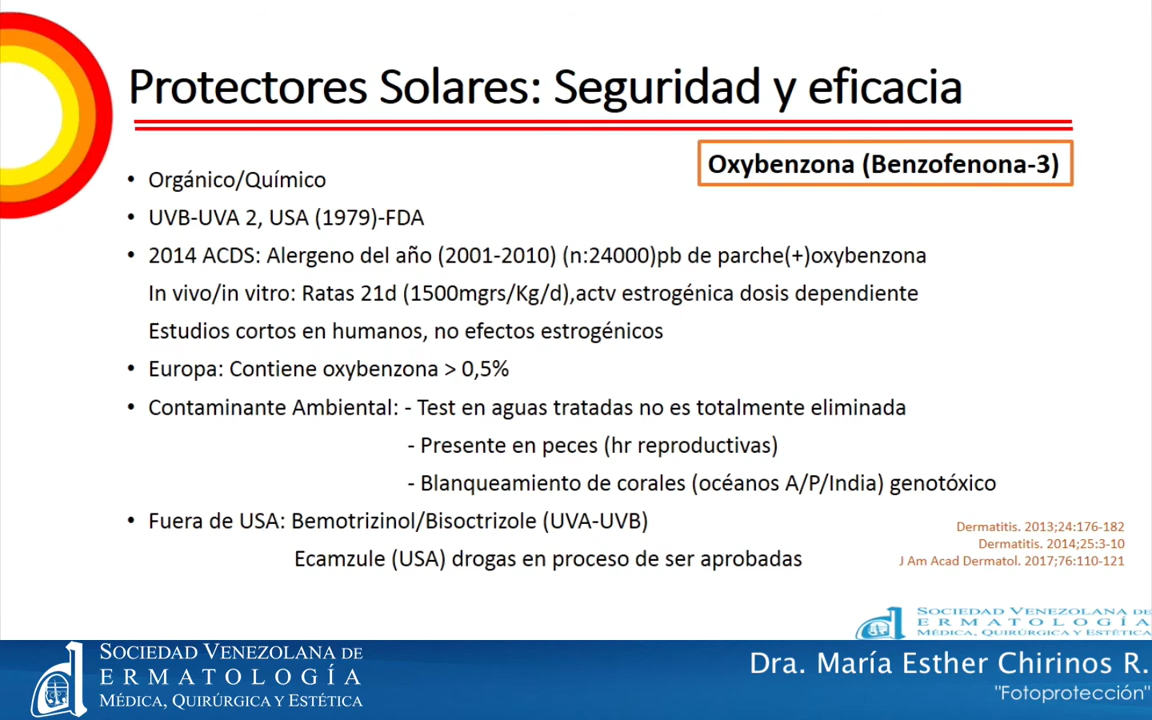 Protectores Solares: Seguridad y eficacia
Oxybenzona (Benzofenona-3)
• Orgánico/Químico
• UVB-UVA 2, USA (1979)-FDA
• 2014 ACDS: Alergeno del año (2001-2010) (n:24000)pb de parche(+)oxybenzona
In vivo/in vitro: Ratas 21d (1500mgrs/Kg/d),actv estrogénica dosis dependiente
Estudios cortos en humanos, no efectos estrogénicos
• Europa: Contiene oxybenzona > 0,5%
• Contaminante Ambiental: - Test en aguas tratadas no es totalmente eliminada
- Presente en peces (hr reproductivas)
- Blanqueamiento de corales (océanos A/P/India) genotóxico
• Fuera de USA: Bemotrizinol/Bisoctrizole (UVA-UVB)
Ecamzule (USA) drogas en proceso de ser aprobadas
Dermatitis. 2013;24:176-182
Dermatitis. 2014;25:3-10
J Am Acad Dermatol. 2017;76:110-121
SOCIEDAD VENEZOLANA DE
ERMATOLOGÍA
MÉDICA, QUIRÚRGICA Y ESTÉTICA
SOCIEDAD VENEZOLANA DE
ERMATOLOGÍA
MÉDICA, QUIRÚRGICA Y ESTÉTICA
Dra. María Esther Chirinos R.
"Fotoprotección"